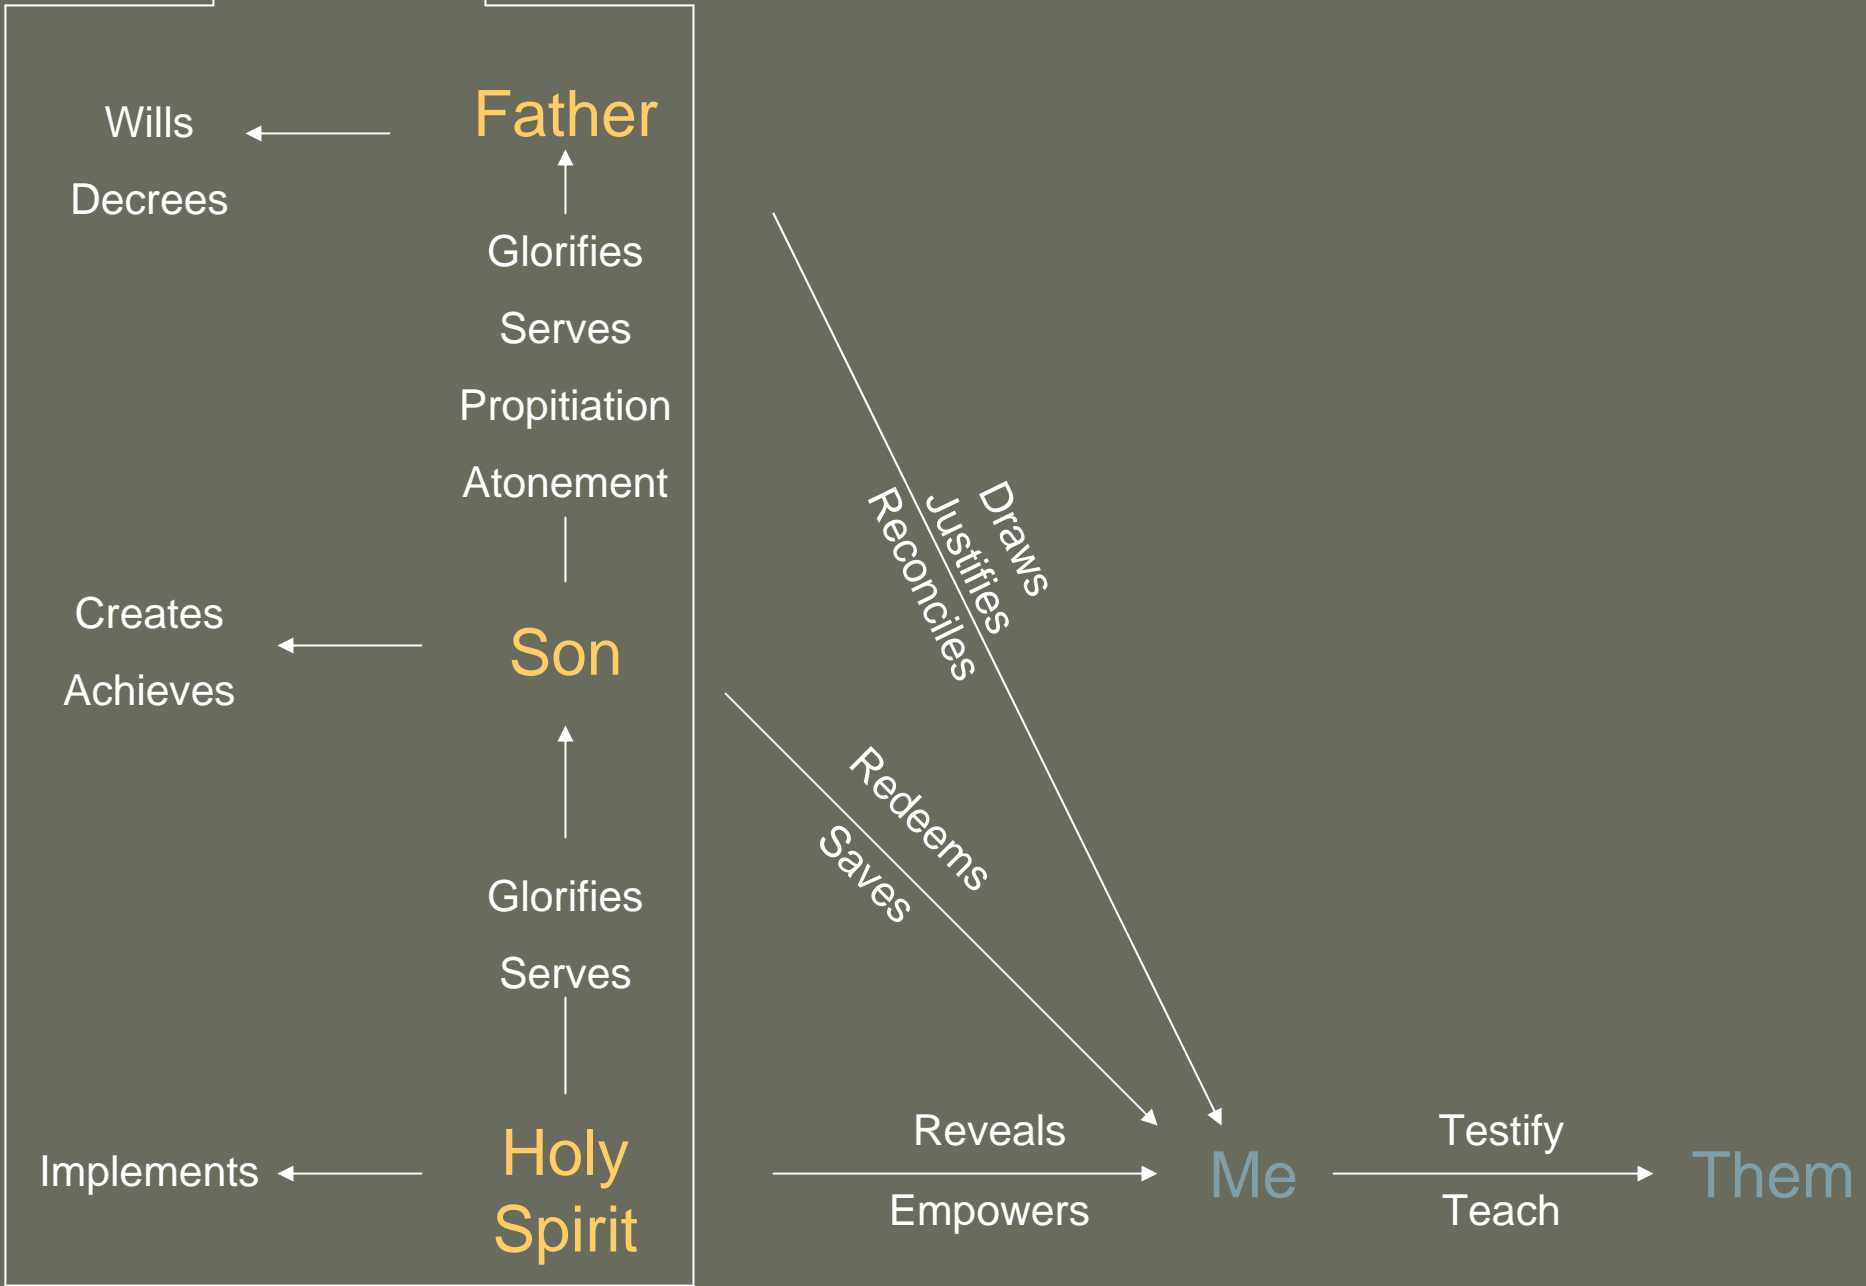 Father
Wills
Decrees
Glorifies
Serves
Propitiation
Atonement
Draws
Justifies
Reconciles
Creates
Achieves
Son
Redeems
Saves
Glorifies
Serves
Implements
Holy
Spirit
Reveals
Empowers
Me
Testify
Teach
Them